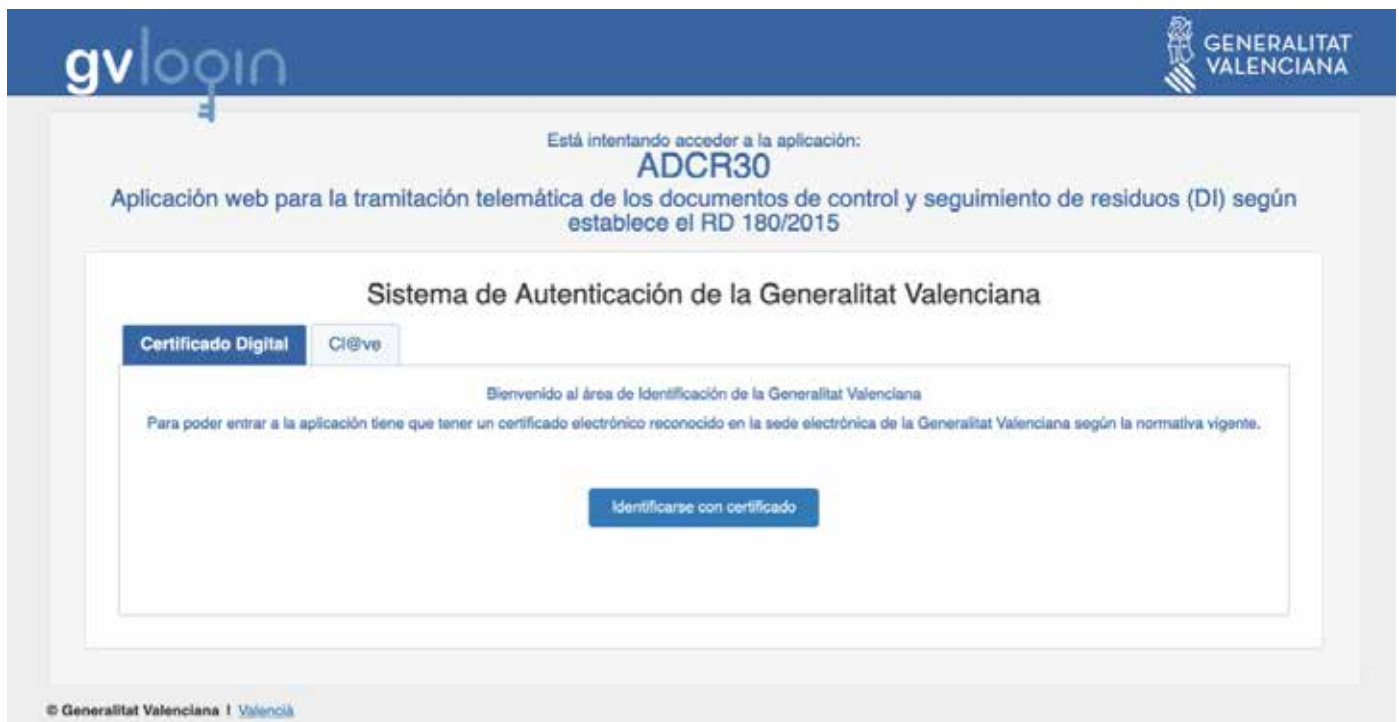 gvlogin
GENERALITAT
VALENCIANA
Está intentando acceder a la aplicación:
ADCR30
Aplicación web para la tramitación telemática de los documentos de control y seguimiento de residuos (DI) según
establece el RD 180/2015
Sistema de Autenticación de la Generalitat Valenciana
Certificado Digital
Cl@ve
Bienvenido al área de Identificación de la Generalitat Valenciana
Para poder entrar a la aplicación tiene que tener un certificado electrónico reconocido en la sede electrónica de la Generalitat Valenciana según la normativa vigente.
Identificarse con certificado
© Generalitat Valenciana | Valencià